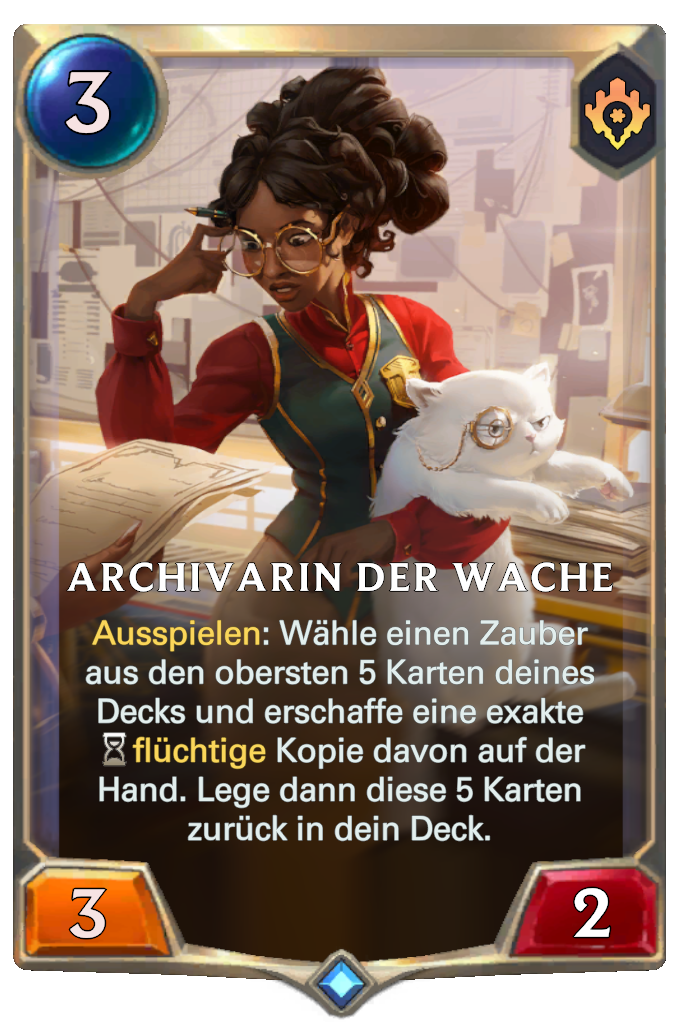 3
ARCHIVARIN DER WACHE
Ausspielen: Wähle einen Zauber
aus den obersten 5 Karten deines
Decks und erschaffe eine exakte
flüchtige Kopie davon auf der
Hand. Lege dann diese 5 Karten
zurück in dein Deck.
3
2